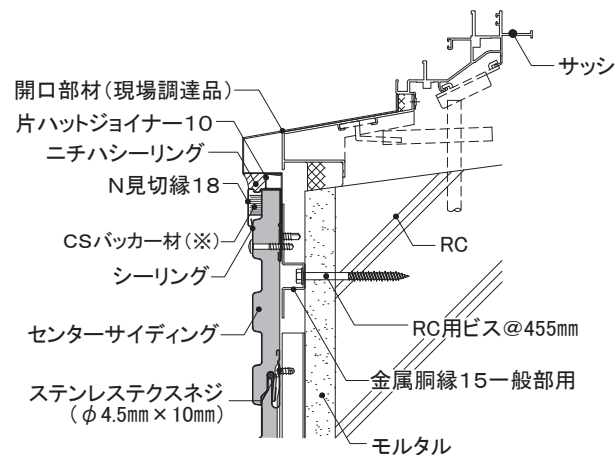 サッシ
開口部材（現場調達品）
片ハットジョイナー10
ニチハシーリング
N見切縁18
CSバッカー材（※）
シーリング
センターサイディング
ステンレステクスネジ
（φ4.5mm×10mm）
RC
RC用ビス@455mm
金属胴縁15一般部用
モルタル